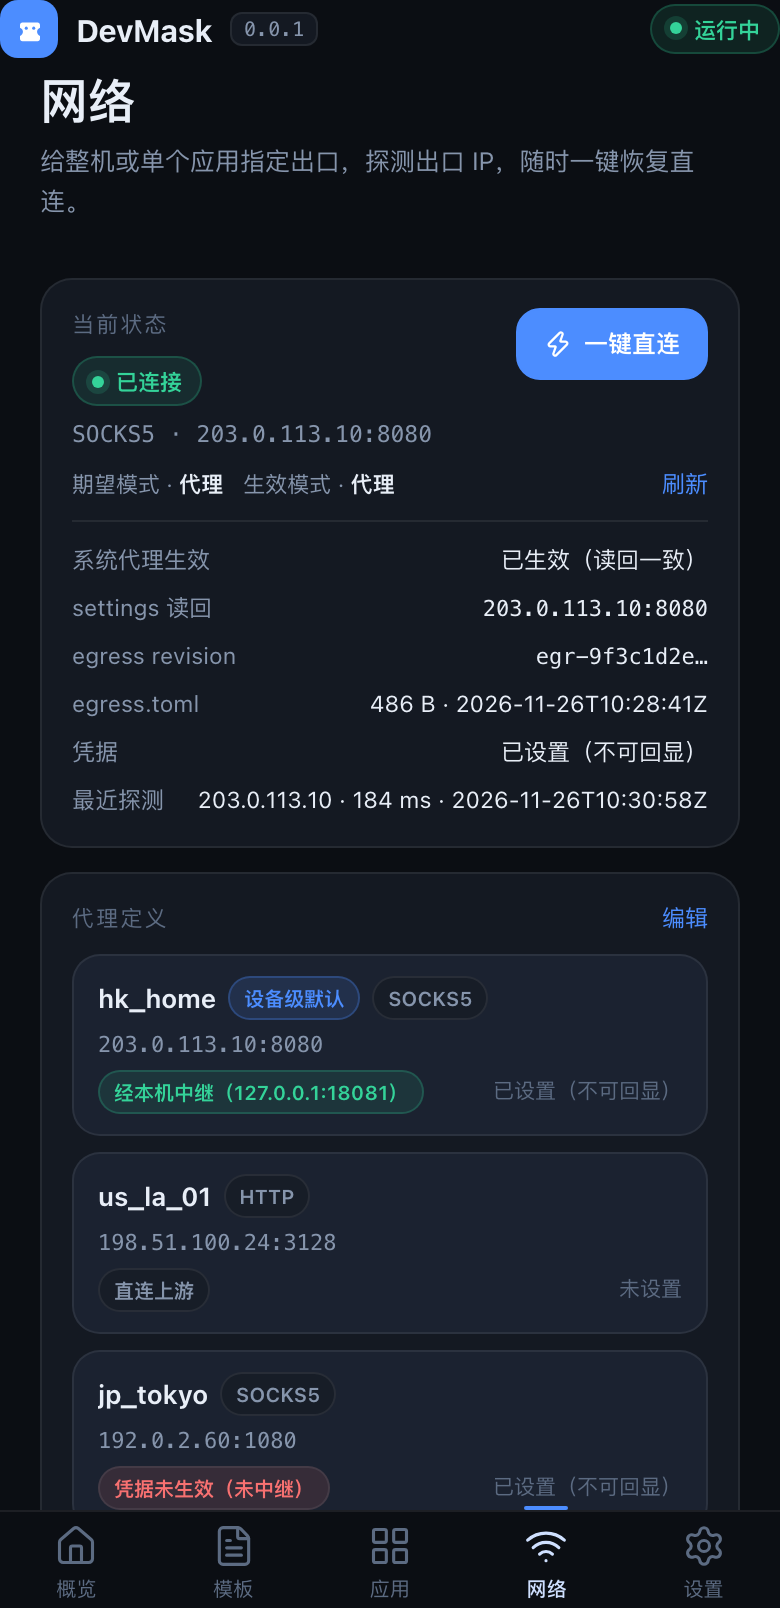 DevMask 0.0.1 运行中
网络
给整机或单个应用指定出口，探测出口 IP，随时一键恢复直
连。
当前状态
一键直连
已连接
SOCKS5 · 203.0.113.10:8080
期望模式 · 代理 生效模式 · 代理 刷新
系统代理生效 已生效（读回一致）
settings 读回 203.0.113.10:8080
egress revision egr-9f3c1d2e…
egress.toml 486 B · 2026-11-26T10:28:41Z
凭据 已设置（不可回显）
最近探测 203.0.113.10 · 184 ms · 2026-11-26T10:30:58Z
代理定义 编辑
hk_home 设备级默认 SOCKS5
203.0.113.10:8080
经本机中继（127.0.0.1:18081） 已设置（不可回显）
us_la_01 HTTP
198.51.100.24:3128
直连上游 未设置
jp_tokyo SOCKS5
192.0.2.60:1080
凭据未生效（未中继） 已设置（不可回显）
概览 模板 应用 网络 设置